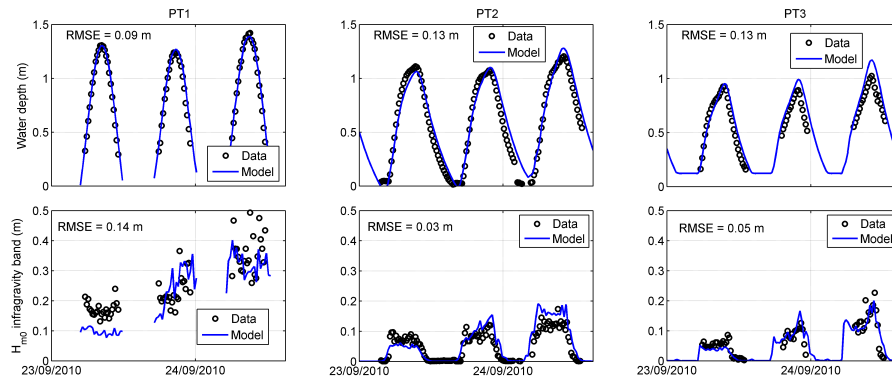 PT1
PT2
PT3
RMSE = 0.09 m
RMSE = 0.13 m
RMSE = 0.13 m
Water depth (m)
1.5
1
0.5
0
Data
Model
1.5
1
0.5
0
Data
Model
1.5
1
0.5
0
Data
Model
H_m0 infragravity band (m)
RMSE = 0.14 m
RMSE = 0.03 m
RMSE = 0.05 m
0.5
0.4
0.3
0.2
0.1
0
Data
Model
0.5
0.4
0.3
0.2
0.1
0
Data
Model
0.5
0.4
0.3
0.2
0.1
0
Data
Model
23/09/2010
24/09/2010
23/09/2010
24/09/2010
23/09/2010
24/09/2010